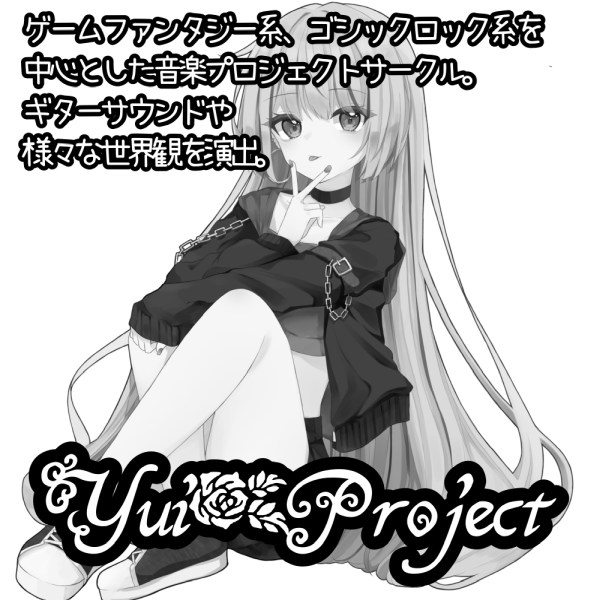 ゲームファンタジー系、ゴシックロック系を
中心とした音楽プロジェクトサークル。
ギターサウンドや
様々な世界観を演出。
Yui Project